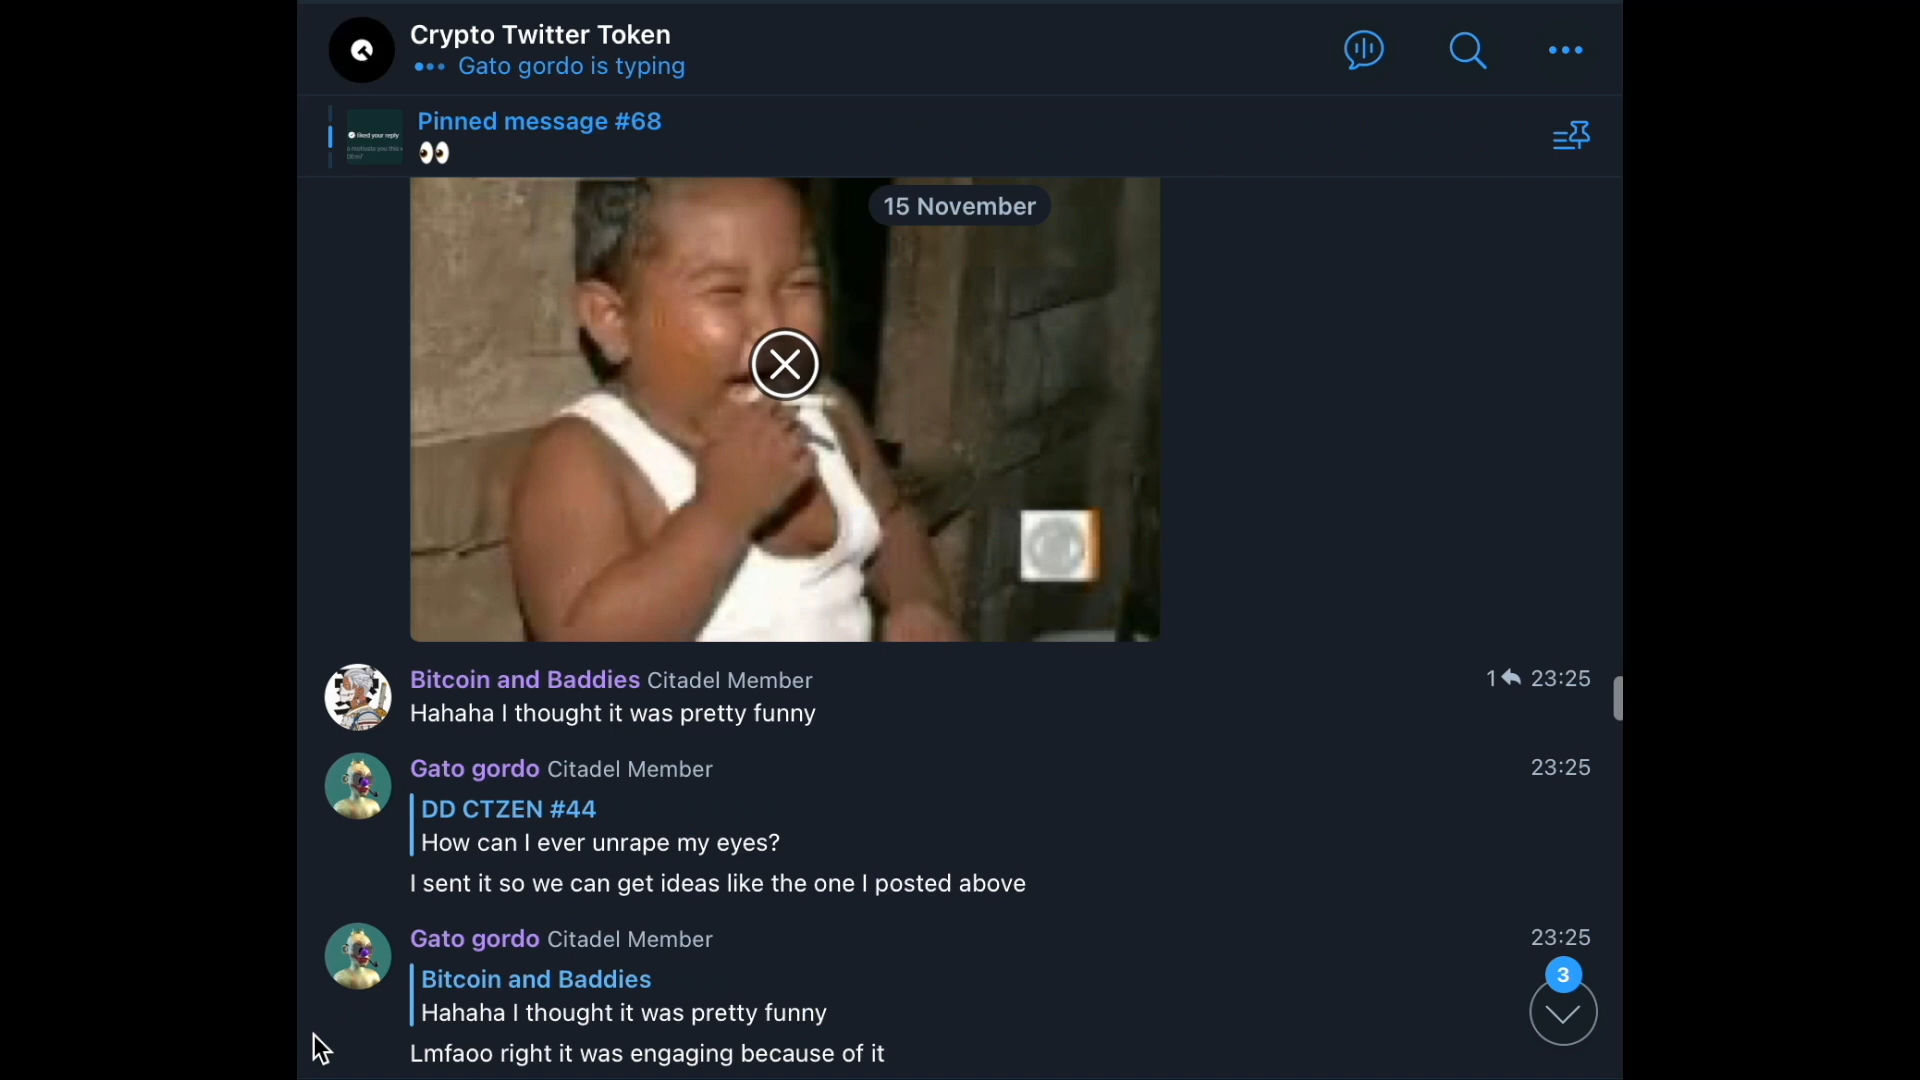 Crypto Twitter Token
Gato gordo is typing
Pinned message #68
liked your reply
15 November
Bitcoin and Baddies Citadel Member
1 23:25
Hahaha I thought it was pretty funny
Gato gordo Citadel Member
23:25
DD CTZEN #44
How can I ever unrape my eyes?
I sent it so we can get ideas like the one I posted above
Gato gordo Citadel Member
23:25
Bitcoin and Baddies
Hahaha I thought it was pretty funny
3
Lmfaoo right it was engaging because of it